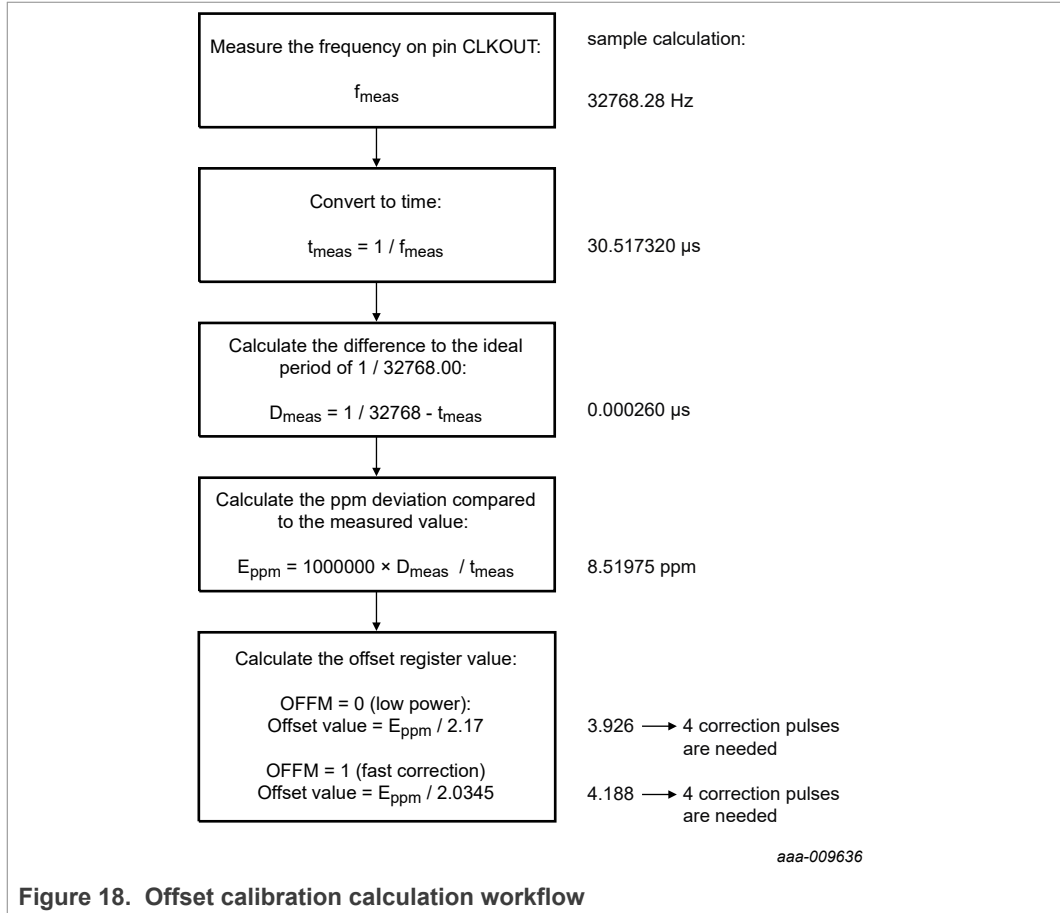 Measure the frequency on pin CLKOUT:
sample calculation:
fmeas
32768.28 Hz
Convert to time:
tmeas = 1 / fmeas
30.517320 µs
Calculate the difference to the ideal
period of 1 / 32768.00:
Dmeas = 1 / 32768 - tmeas
0.000260 µs
Calculate the ppm deviation compared
to the measured value:
Eppm = 1000000 × Dmeas / tmeas
8.51975 ppm
Calculate the offset register value:
OFFM = 0 (low power):
Offset value = Eppm / 2.17
3.926 → 4 correction pulses
are needed
OFFM = 1 (fast correction)
Offset value = Eppm / 2.0345
4.188 → 4 correction pulses
are needed
aaa-009636
Figure 18. Offset calibration calculation workflow